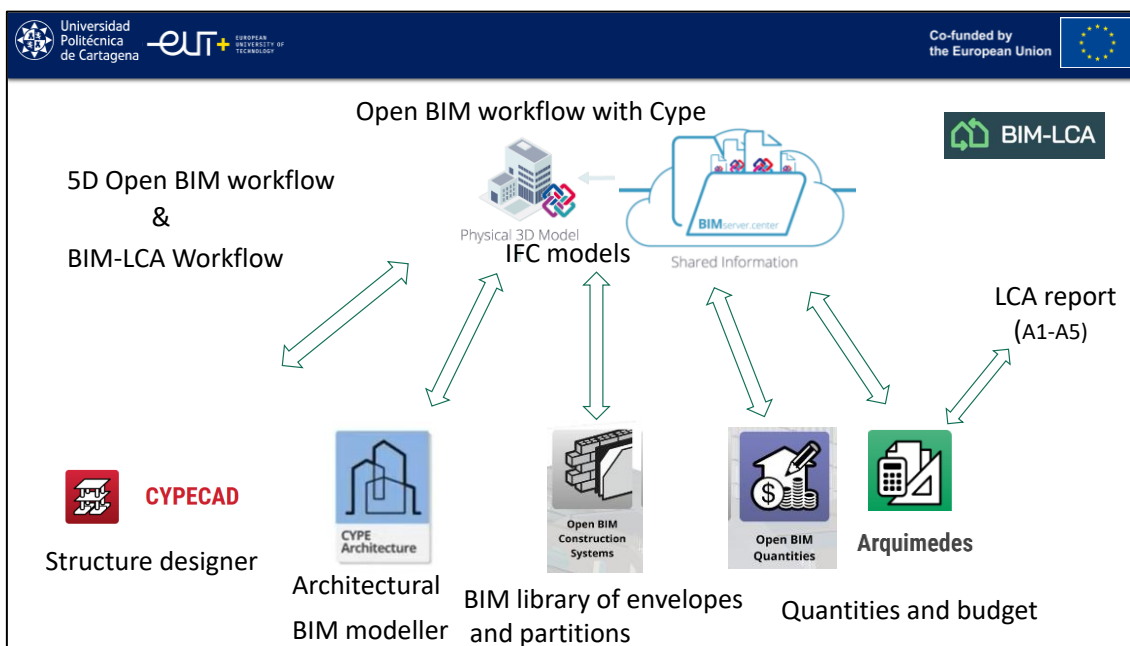 Universidad
Politécnica
de Cartagena
EUT+
EUROPEAN
UNIVERSITY OF
TECHNOLOGY
Co-funded by
the European Union
Open BIM workflow with Cype
BIM-LCA
5D Open BIM workflow
&
BIM-LCA Workflow
BIMserver.center
Physical 3D Model
IFC models
Shared Information
LCA report
(A1-A5)
CYPECAD
Structure designer
CYPE
Architecture
Architectural
BIM modeller
Open BIM
Construction
Systems
BIM library of envelopes
and partitions
$
Open BIM
Quantities
Arquimedes
Quantities and budget